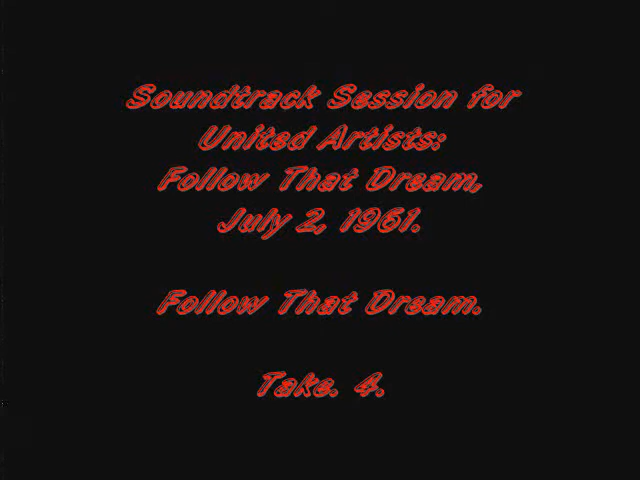 Soundtrack Session for
United Artists:
Follow That Dream,
July 2, 1961.
Follow That Dream.
Take. 4.